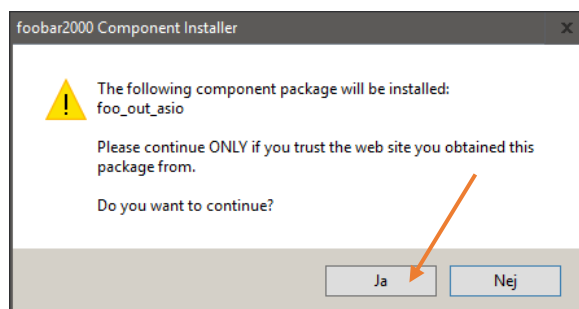 foobar2000 Component Installer
x
The following component package will be installed:
foo_out_asio
Please continue ONLY if you trust the web site you obtained this
package from.
Do you want to continue?
Ja
Nej